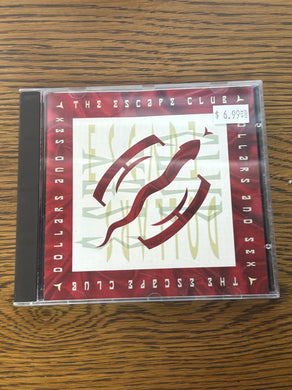 THE ESCAPE CLUB
$ 6.99
DOLLARS AND SEX
DOLLARS AND SEX
THE ESCAPE CLUB